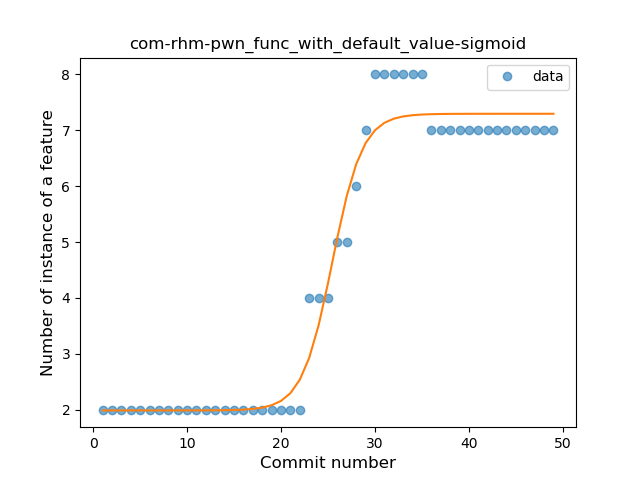 com-rhm-pwn_func_with_default_value-sigmoid
data
Number of instance of a feature
8
7
6
5
4
3
2
0 10 20 30 40 50
Commit number